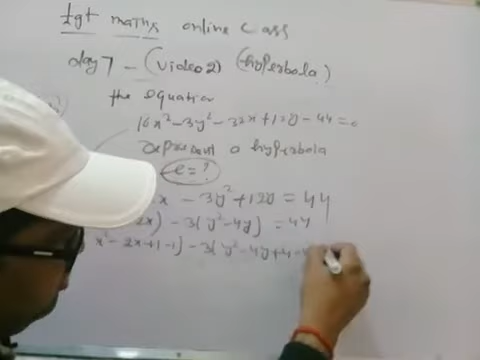 tgt maths online class
day 7 - (video 2) (hyperbola)
the equation
16x²-3y²-32x+12y-44=0
represent a hyperbola
e=?
x - 3y²+12y = 44
2x) - 3(y²-4y) = 44
x²-2x+1-1) - 3(y²-4y+4-